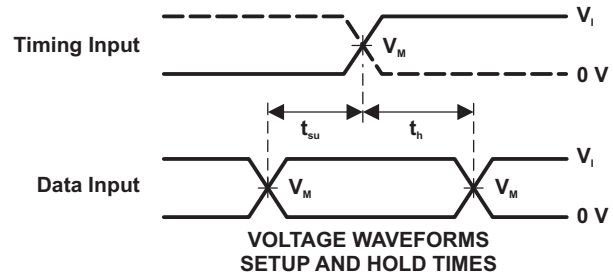 V_I
Timing Input
V_M
0 V
t_su
t_h
V_I
Data Input
V_M
V_M
0 V
VOLTAGE WAVEFORMS
SETUP AND HOLD TIMES